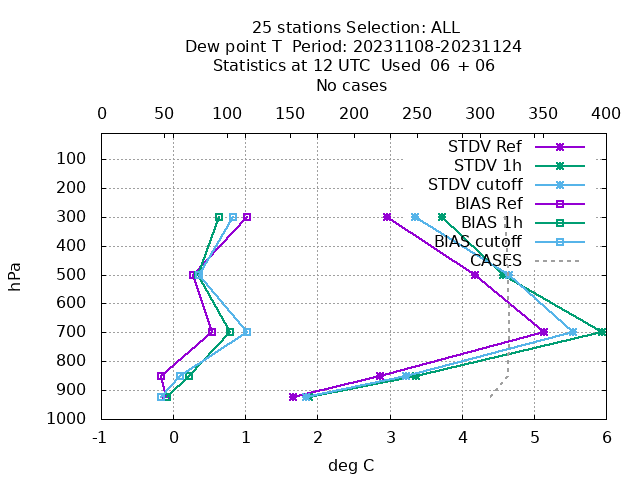 25 stations Selection: ALL
Dew point T  Period: 20231108-20231124
Statistics at 12 UTC  Used  06 + 06
No cases
0 50 100 150 200 250 300 350 400
STDV Ref
STDV 1h
STDV cutoff
BIAS Ref
BIAS 1h
BIAS cutoff
CASES
100
200
300
400
500
600
700
800
900
1000
hPa
-1 0 1 2 3 4 5 6
deg C